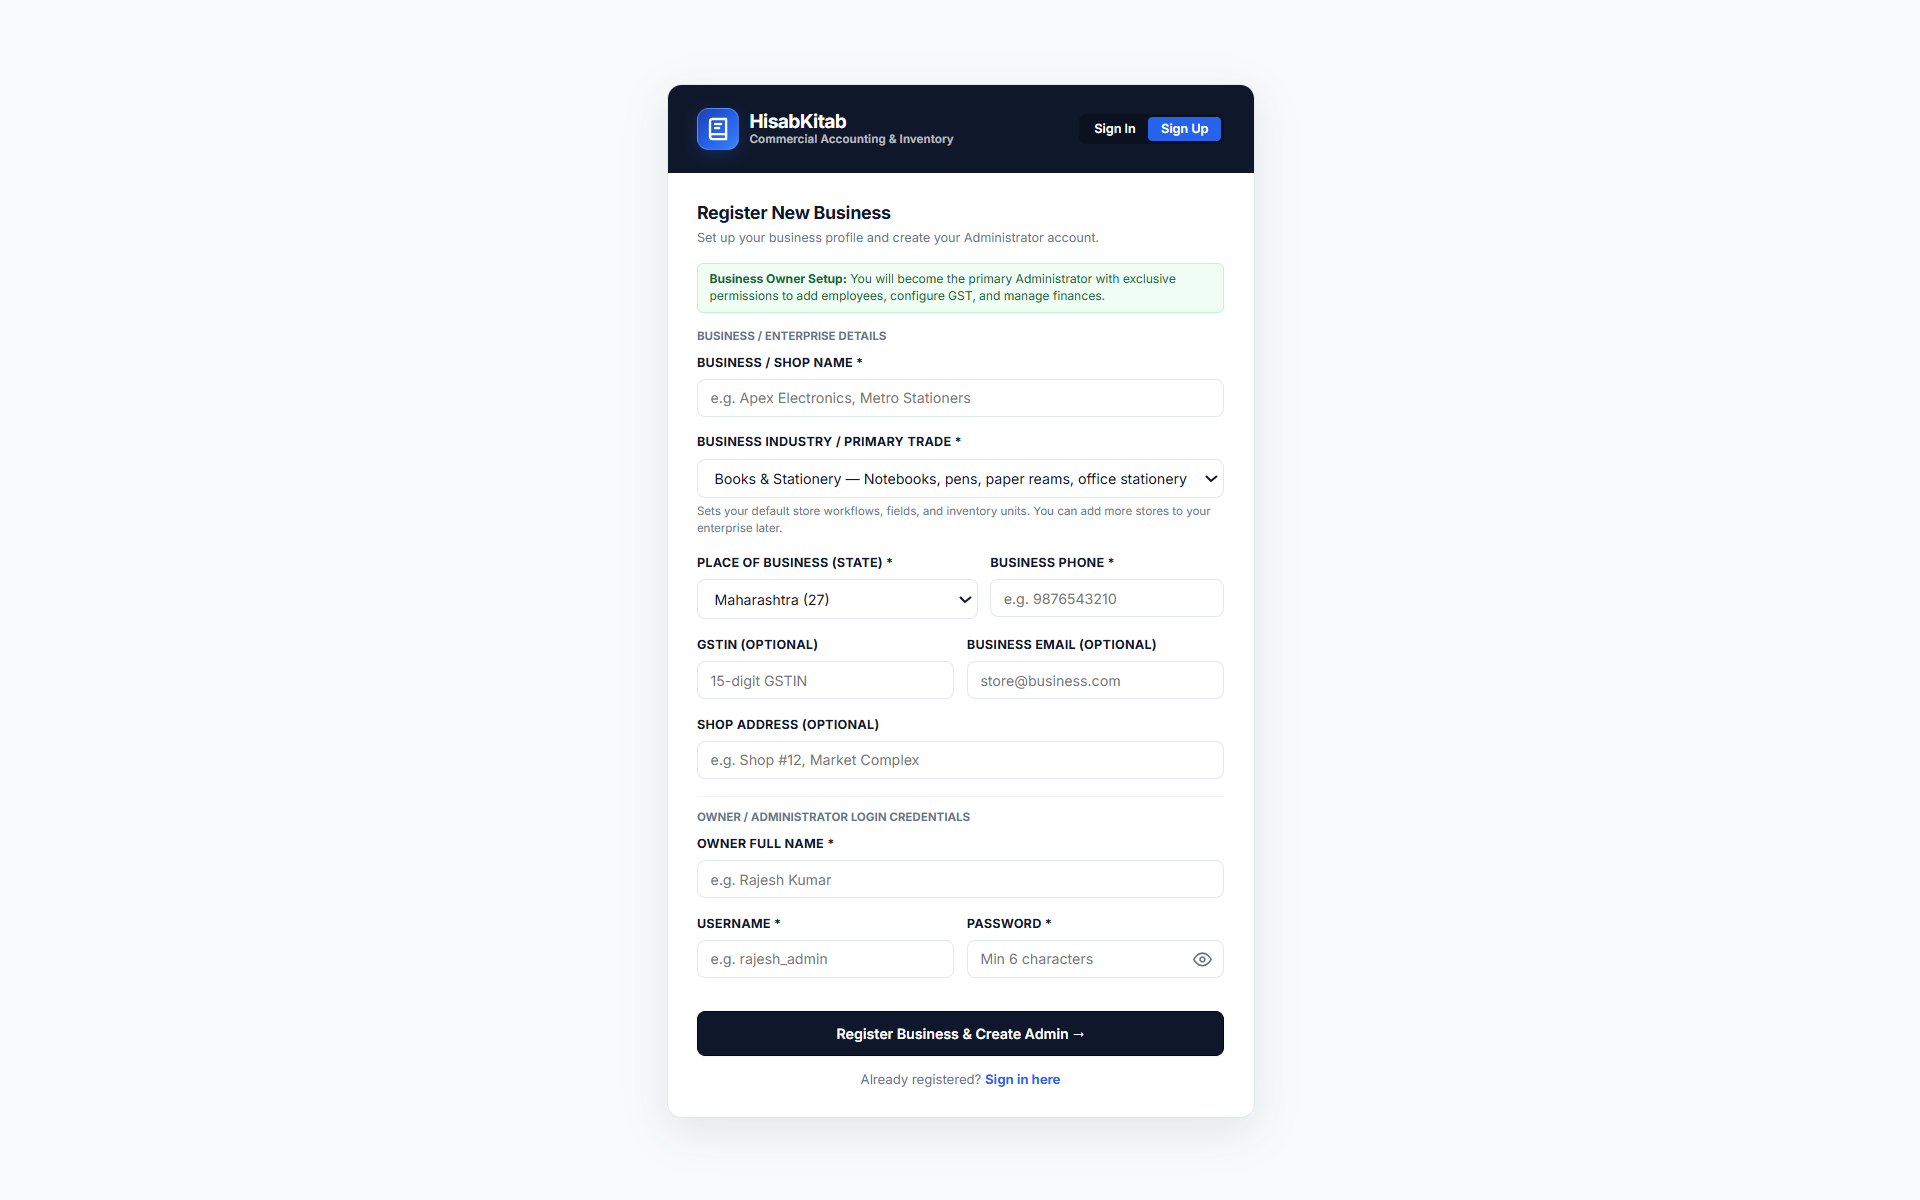 HisabKitab
Commercial Accounting & Inventory
Sign In
Sign Up
Register New Business
Set up your business profile and create your Administrator account.
Business Owner Setup: You will become the primary Administrator with exclusive
permissions to add employees, configure GST, and manage finances.
BUSINESS / ENTERPRISE DETAILS
BUSINESS / SHOP NAME *
e.g. Apex Electronics, Metro Stationers
BUSINESS INDUSTRY / PRIMARY TRADE *
Books & Stationery — Notebooks, pens, paper reams, office stationery
Sets your default store workflows, fields, and inventory units. You can add more stores to your
enterprise later.
PLACE OF BUSINESS (STATE) *
BUSINESS PHONE *
Maharashtra (27)
e.g. 9876543210
GSTIN (OPTIONAL)
BUSINESS EMAIL (OPTIONAL)
15-digit GSTIN
store@business.com
SHOP ADDRESS (OPTIONAL)
e.g. Shop #12, Market Complex
OWNER / ADMINISTRATOR LOGIN CREDENTIALS
OWNER FULL NAME *
e.g. Rajesh Kumar
USERNAME *
PASSWORD *
e.g. rajesh_admin
Min 6 characters
Register Business & Create Admin →
Already registered? Sign in here